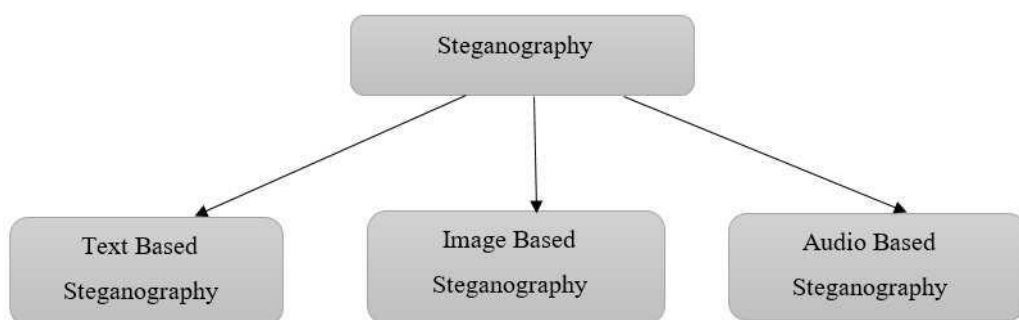 Steganography
Text Based
Steganography
Image Based
Steganography
Audio Based
Steganography